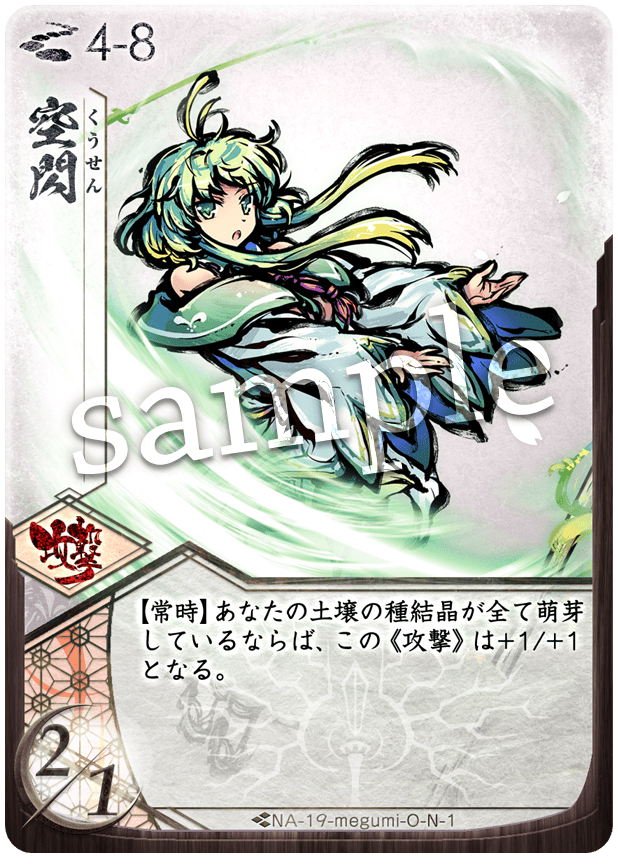 4-8
空閃
くうせん
sample
攻撃
【常時】あなたの土壌の種結晶が全て萌芽
しているならば、この《攻撃》は+1/+1
となる。
2/1
NA-19-megumi-O-N-1